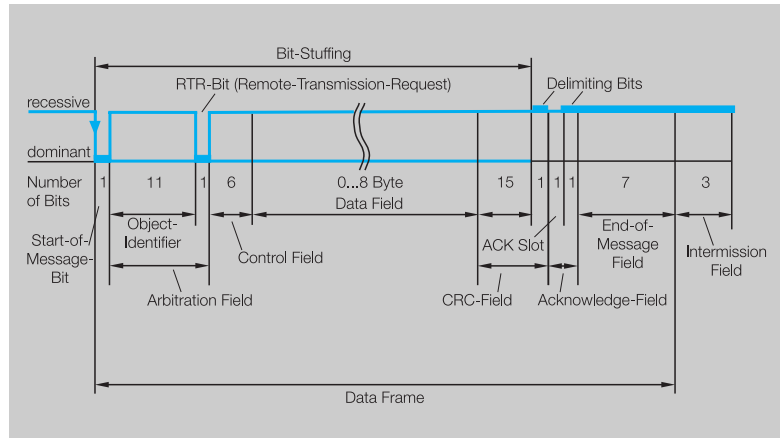 Bit-Stuffing
RTR-Bit (Remote-Transmission-Request)
Delimiting Bits
recessive
dominant
Number of Bits
1 11 1 6 0...8 Byte 15 1 1 1 7 3
Data Field
Start-of-Message-Bit
Object-Identifier
Control Field
ACK Slot
End-of-Message Field
Intermission Field
Arbitration Field
CRC-Field
Acknowledge-Field
Data Frame